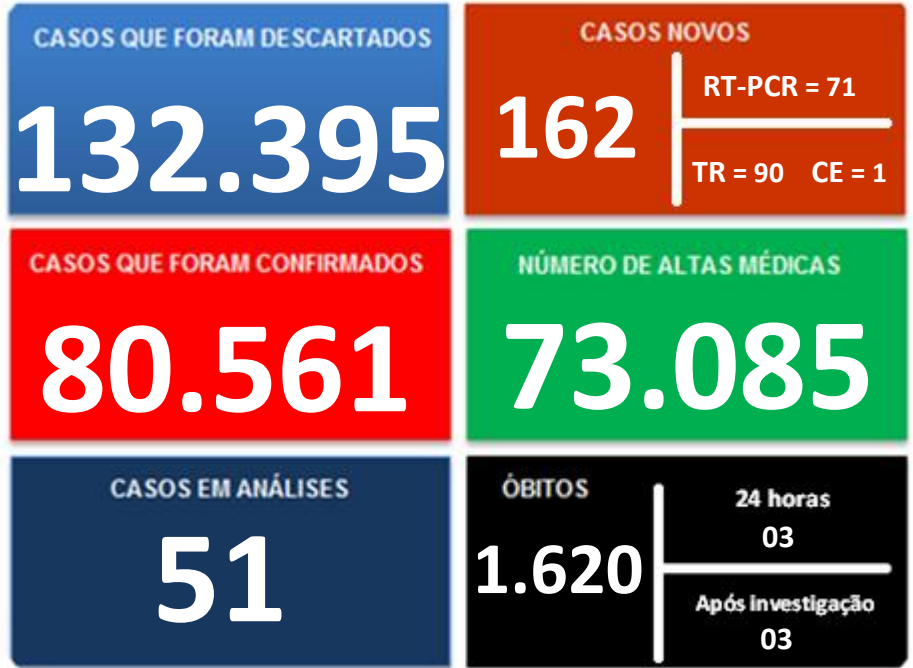 CASOS QUE FORAM DESCARTADOS
132.395
CASOS NOVOS
162
RT-PCR = 71
TR = 90 CE = 1
CASOS QUE FORAM CONFIRMADOS
80.561
NÚMERO DE ALTAS MÉDICAS
73.085
CASOS EM ANÁLISES
51
ÓBITOS
1.620
24 horas
03
Após investigação
03